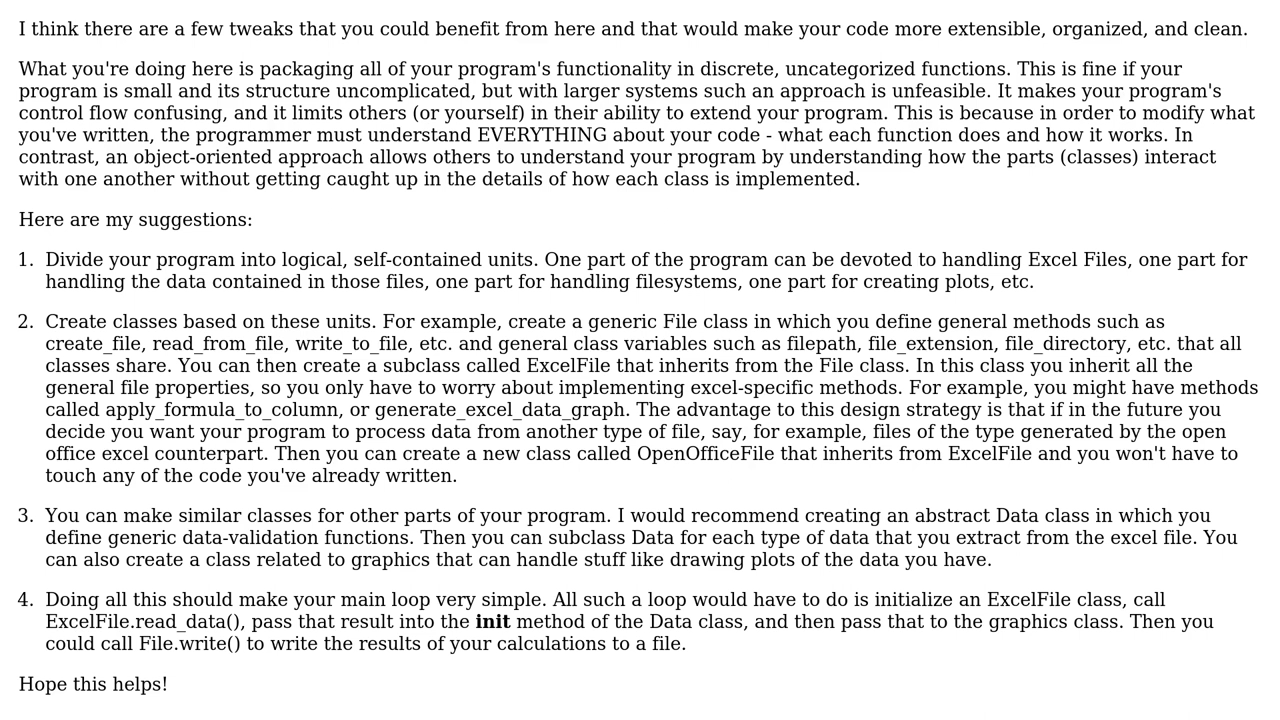 I think there are a few tweaks that you could benefit from here and that would make your code more extensible, organized, and clean.
What you're doing here is packaging all of your program's functionality in discrete, uncategorized functions. This is fine if your
program is small and its structure uncomplicated, but with larger systems such an approach is unfeasible. It makes your program's
control flow confusing, and it limits others (or yourself) in their ability to extend your program. This is because in order to modify what
you've written, the programmer must understand EVERYTHING about your code - what each function does and how it works. In
contrast, an object-oriented approach allows others to understand your program by understanding how the parts (classes) interact
with one another without getting caught up in the details of how each class is implemented.
Here are my suggestions:
1. Divide your program into logical, self-contained units. One part of the program can be devoted to handling Excel Files, one part for
handling the data contained in those files, one part for handling filesystems, one part for creating plots, etc.
2. Create classes based on these units. For example, create a generic File class in which you define general methods such as
create_file, read_from_file, write_to_file, etc. and general class variables such as filepath, file_extension, file_directory, etc. that all
classes share. You can then create a subclass called ExcelFile that inherits from the File class. In this class you inherit all the
general file properties, so you only have to worry about implementing excel-specific methods. For example, you might have methods
called apply_formula_to_column, or generate_excel_data_graph. The advantage to this design strategy is that if in the future you
decide you want your program to process data from another type of file, say, for example, files of the type generated by the open
office excel counterpart. Then you can create a new class called OpenOfficeFile that inherits from ExcelFile and you won't have to
touch any of the code you've already written.
3. You can make similar classes for other parts of your program. I would recommend creating an abstract Data class in which you
define generic data-validation functions. Then you can subclass Data for each type of data that you extract from the excel file. You
can also create a class related to graphics that can handle stuff like drawing plots of the data you have.
4. Doing all this should make your main loop very simple. All such a loop would have to do is initialize an ExcelFile class, call
ExcelFile.read_data(), pass that result into the init method of the Data class, and then pass that to the graphics class. Then you
could call File.write() to write the results of your calculations to a file.
Hope this helps!